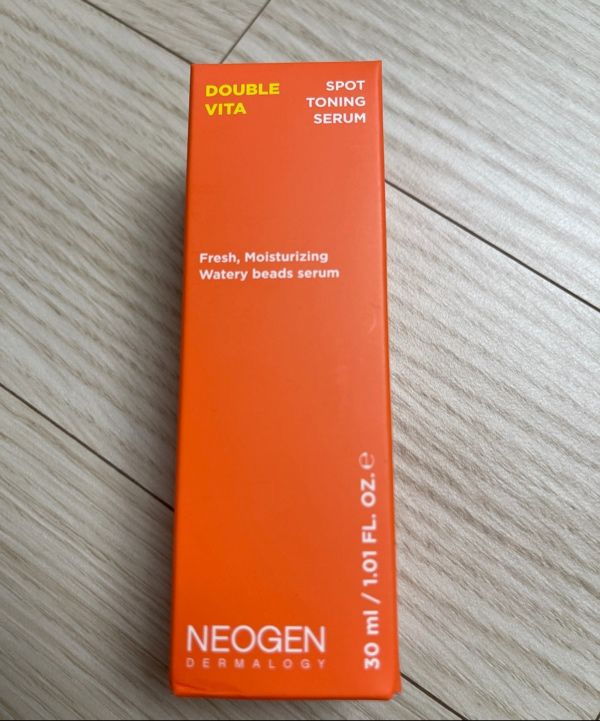 DOUBLE
VITA
SPOT
TONING
SERUM
Fresh, Moisturizing
Watery beads serum
30 ml / 1.01 FL. OZ. ℮
NEOGEN
DERMALOGY